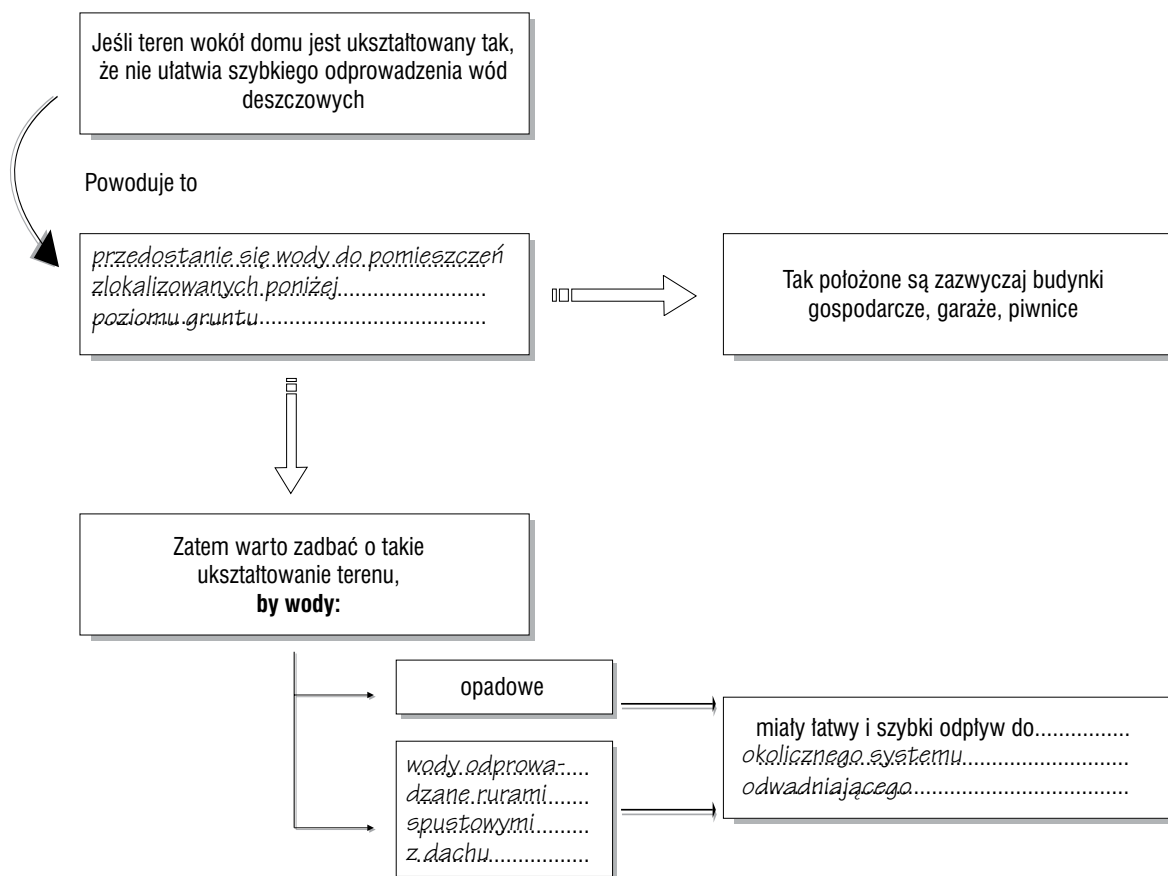 Jeśli teren wokół domu jest ukształtowany tak,
że nie ułatwia szybkiego odprowadzenia wód
deszczowych
Powoduje to
przedostanie się wody do pomieszczeń
zlokalizowanych poniżej
poziomu gruntu
Tak położone są zazwyczaj budynki
gospodarcze, garaże, piwnice
Zatem warto zadbać o takie
ukształtowanie terenu,
by wody:
opadowe
wody odprowa-
dzane rurami
spustowymi
z dachu
miały łatwy i szybki odpływ do
okolicznego systemu
odwadniającego